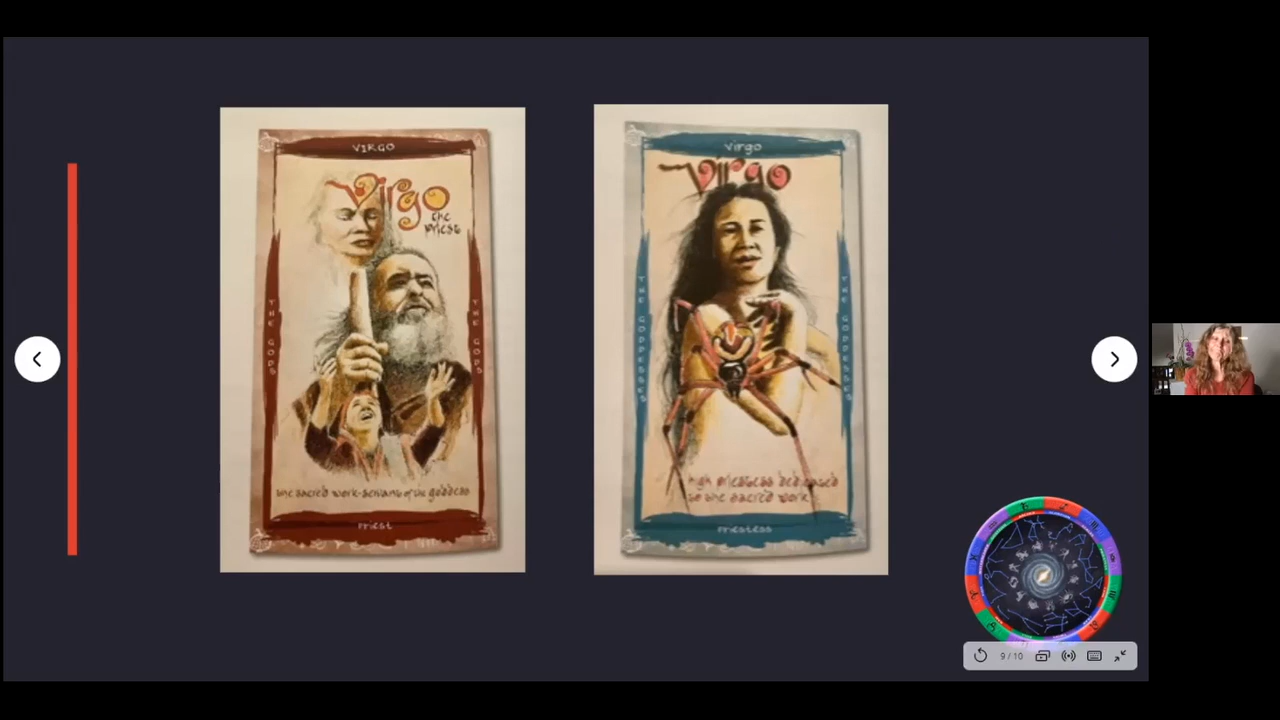 VIRGO
Virgo
the
Priest
THE GODS
THE GODS
the sacred work-servant of the goddess
Priest
Virgo
Virgo
THE GODDESSES
THE GODDESSES
high priestess dedicated
to the sacred work
Priestess
9 / 10